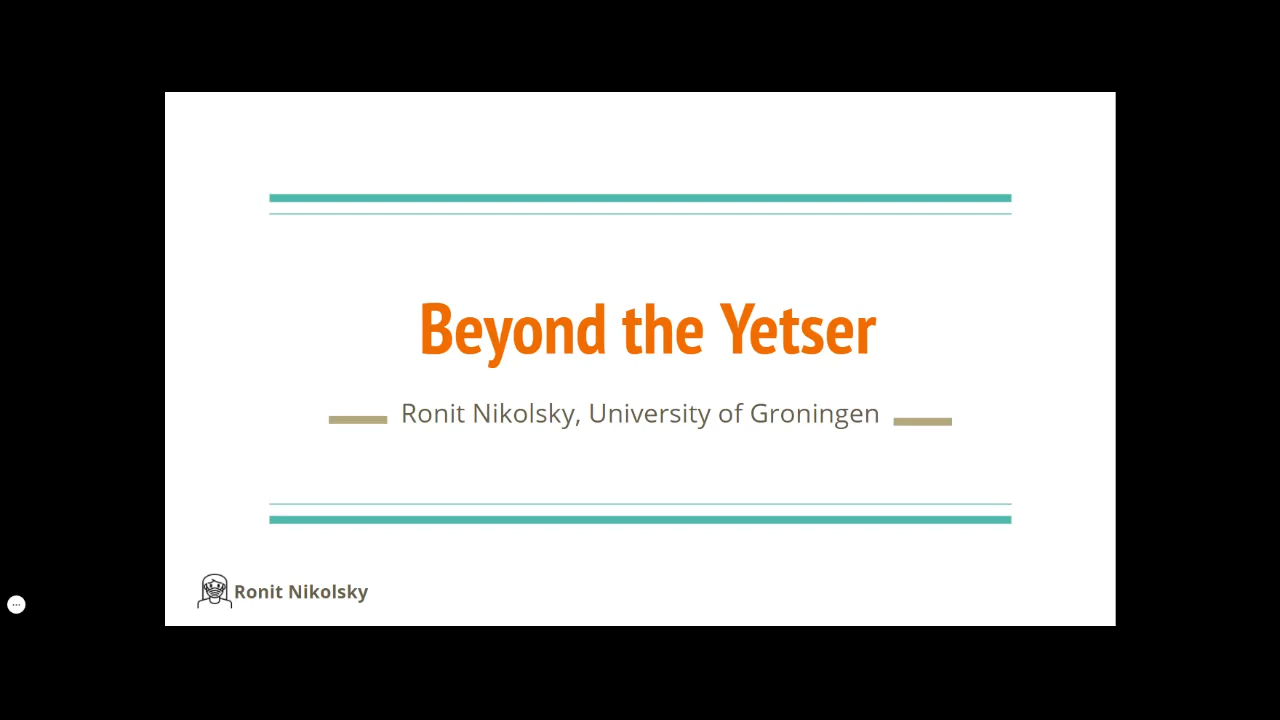 Beyond the Yetser
Ronit Nikolsky, University of Groningen
Ronit Nikolsky